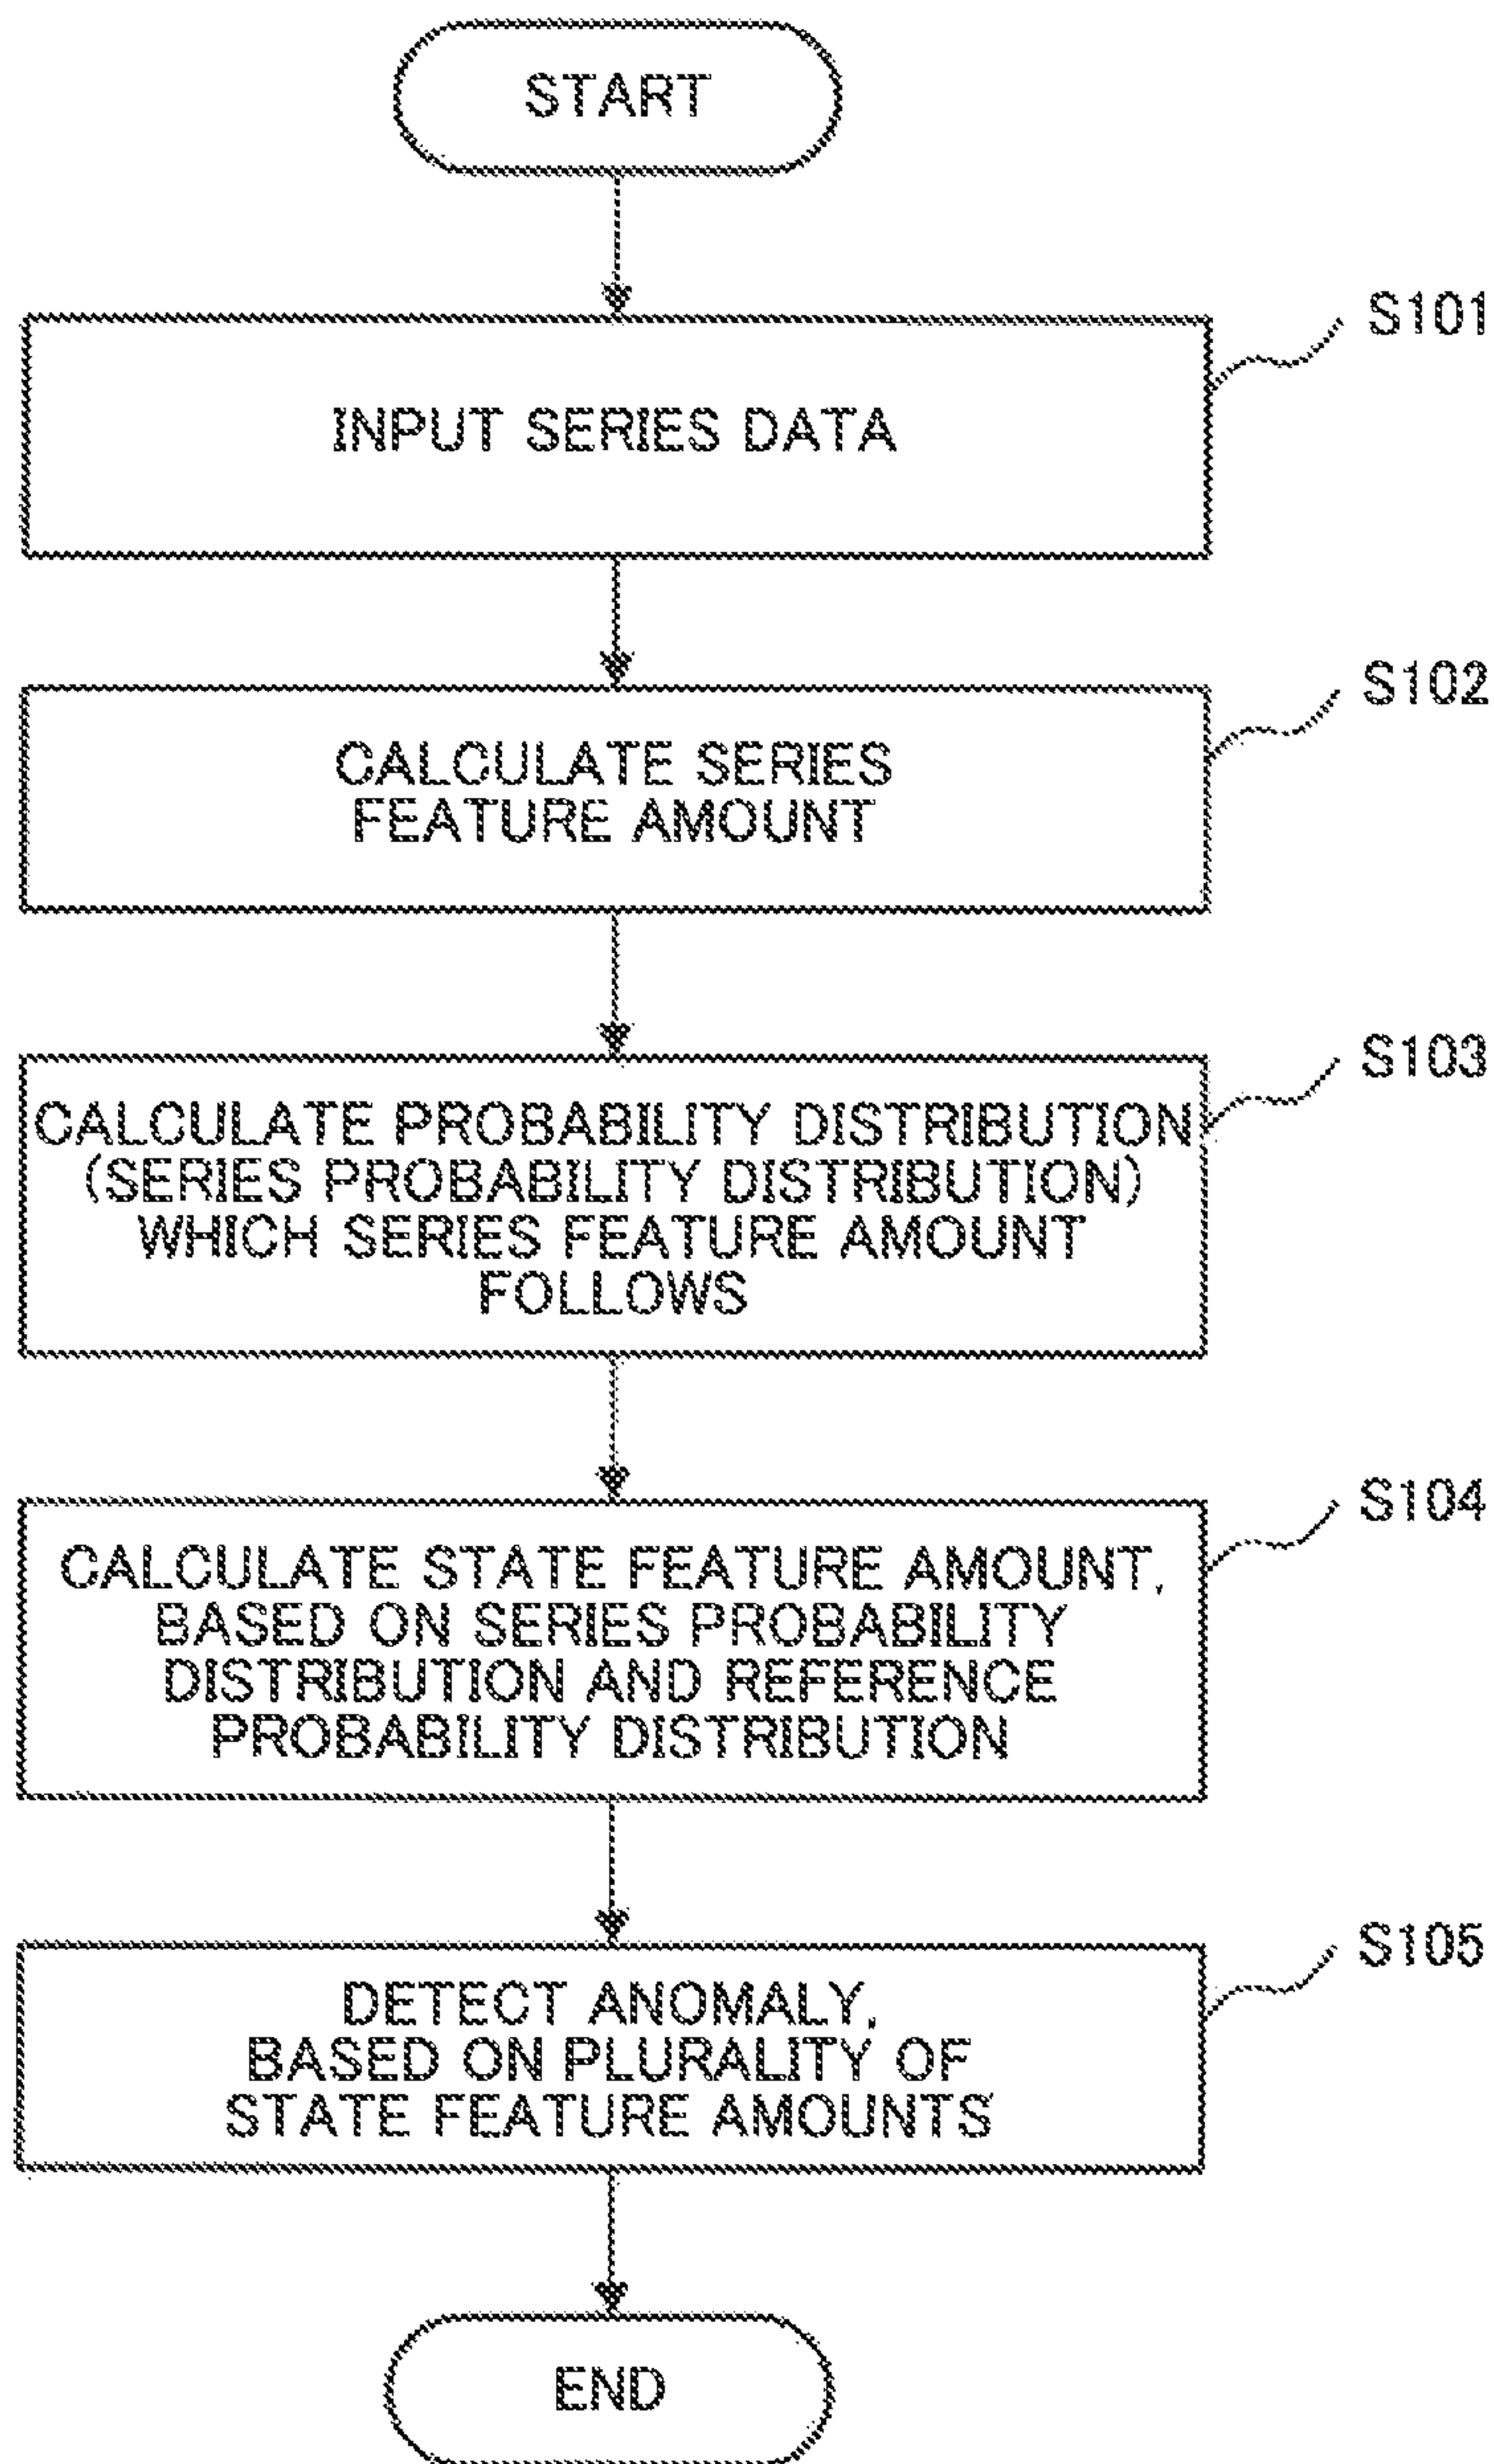 START
S101
INPUT SERIES DATA
S102
CALCULATE SERIES
FEATURE AMOUNT
S103
CALCULATE PROBABILITY DISTRIBUTION
(SERIES PROBABILITY DISTRIBUTION)
WHICH SERIES FEATURE AMOUNT
FOLLOWS
S104
CALCULATE STATE FEATURE AMOUNT,
BASED ON SERIES PROBABILITY
DISTRIBUTION AND REFERENCE
PROBABILITY DISTRIBUTION
S105
DETECT ANOMALY,
BASED ON PLURALITY OF
STATE FEATURE AMOUNTS
END